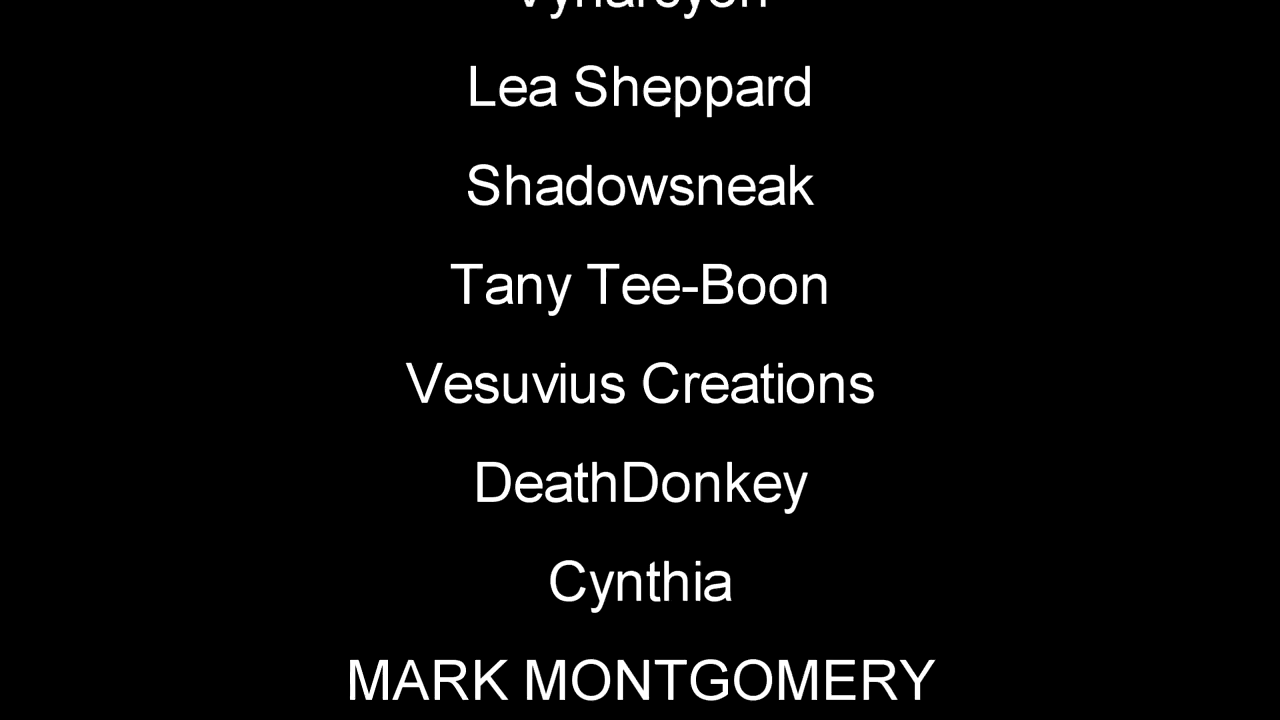 Lea Sheppard
Shadowsneak
Tany Tee-Boon
Vesuvius Creations
DeathDonkey
Cynthia
MARK MONTGOMERY